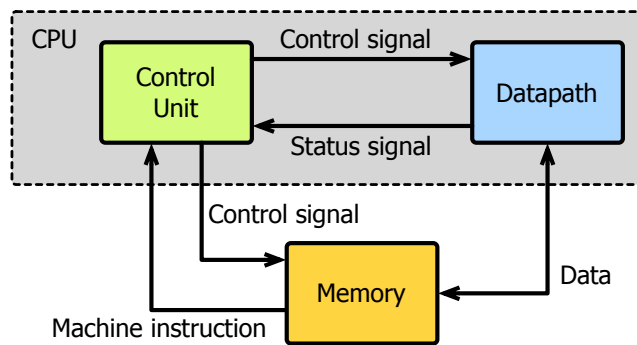 CPU
Control signal
Control
Unit
Datapath
Status signal
Control signal
Memory
Data
Machine instruction